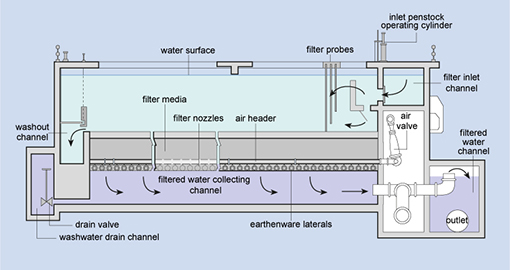 inlet penstock
operating cylinder
water surface
filter probes
filter inlet
channel
filter media
filter nozzles
air header
air
valve
washout
channel
filtered
water
channel
filtered water collecting
channel
outlet
drain valve
earthenware laterals
washwater drain channel